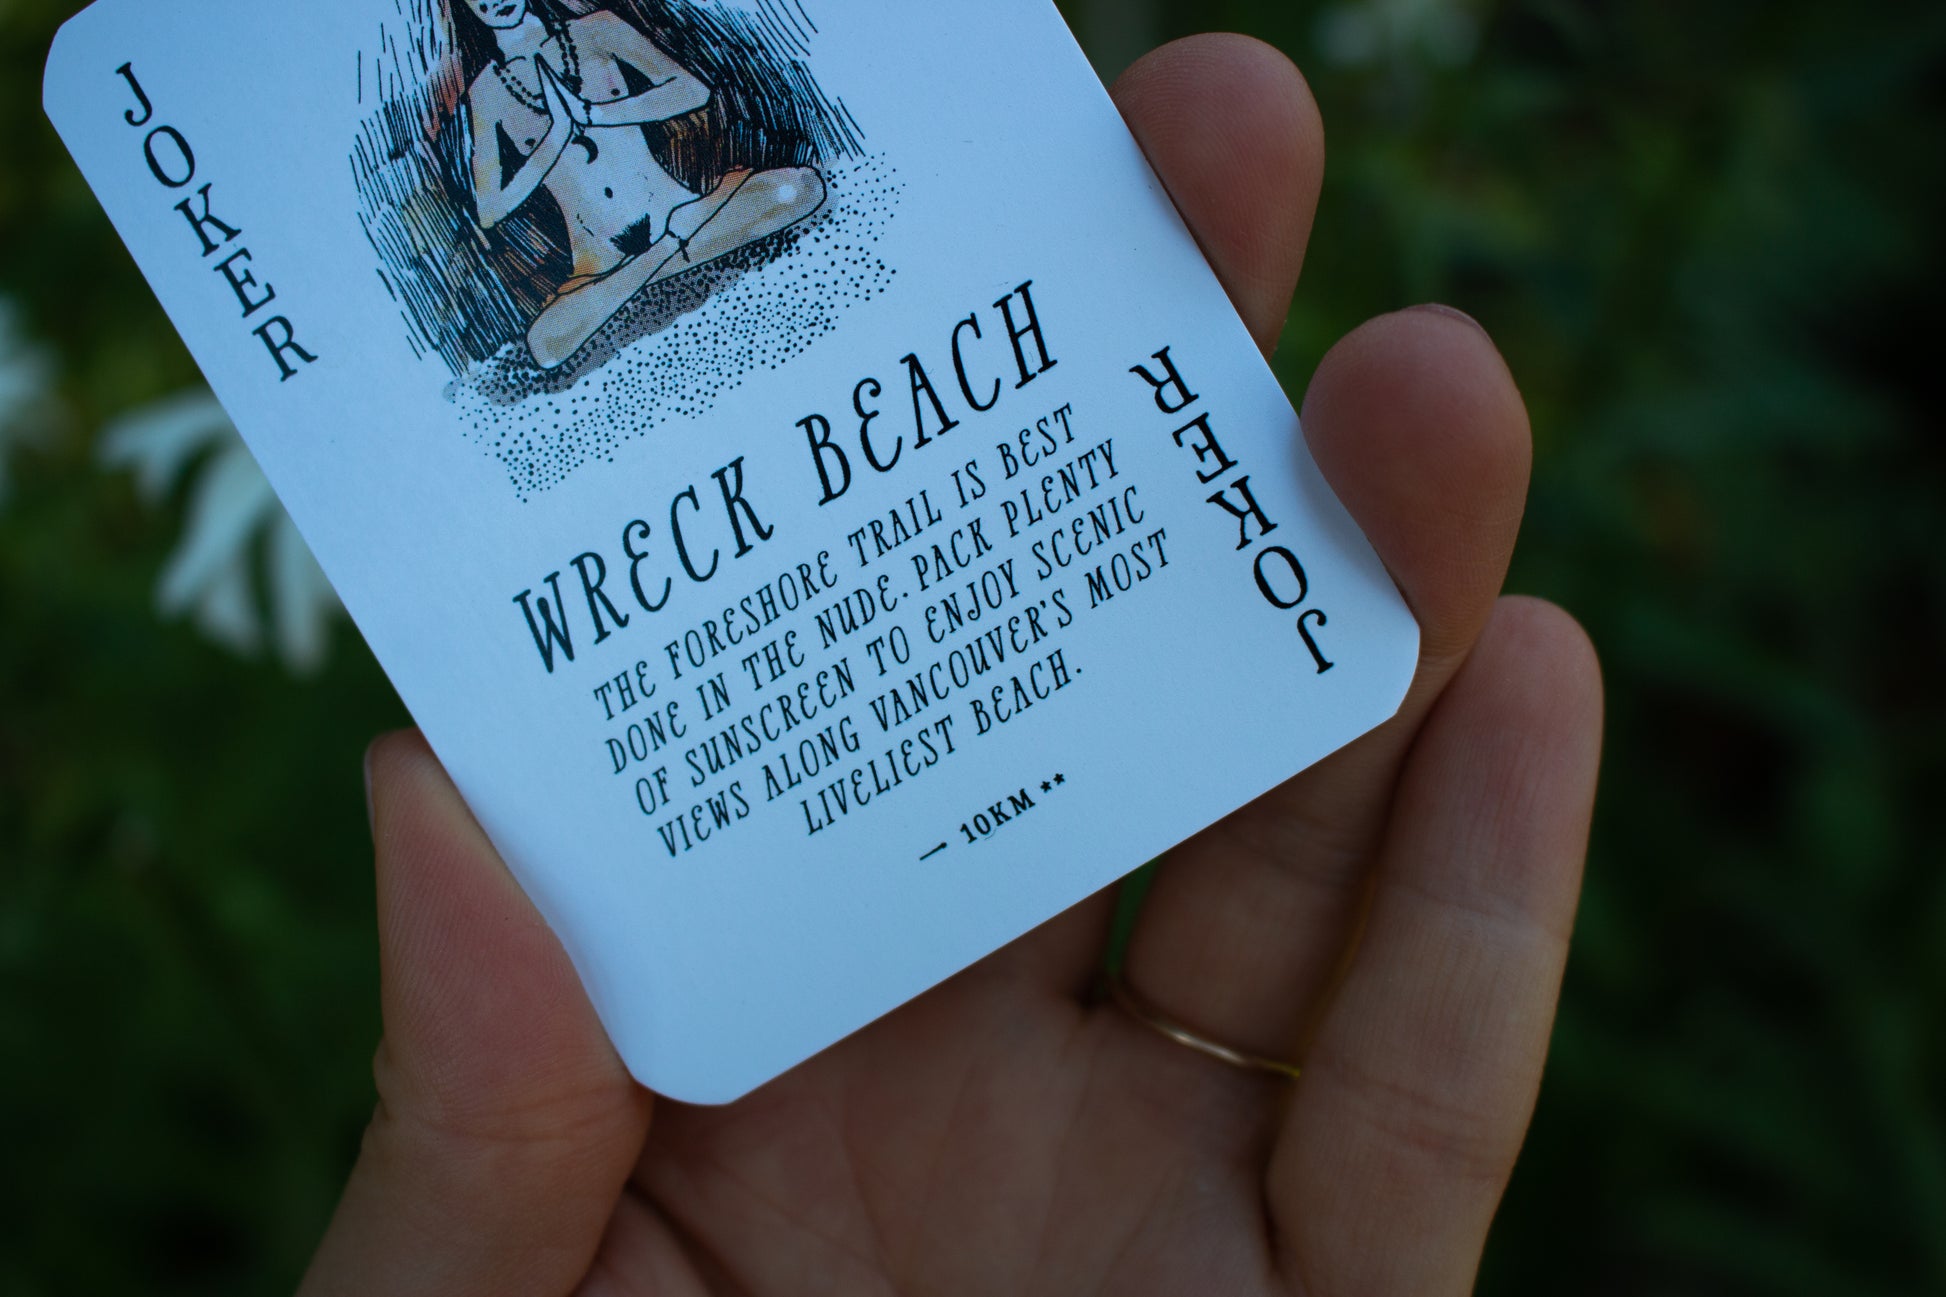 JOKER
WRECK BEACH
THE FORESHORE TRAIL IS BEST
DONE IN THE NUDE. PACK PLENTY
OF SUNSCREEN TO ENJOY SCENIC
VIEWS ALONG VANCOUVER'S MOST
LIVELIEST BEACH.
→ 10KM **
JOKER